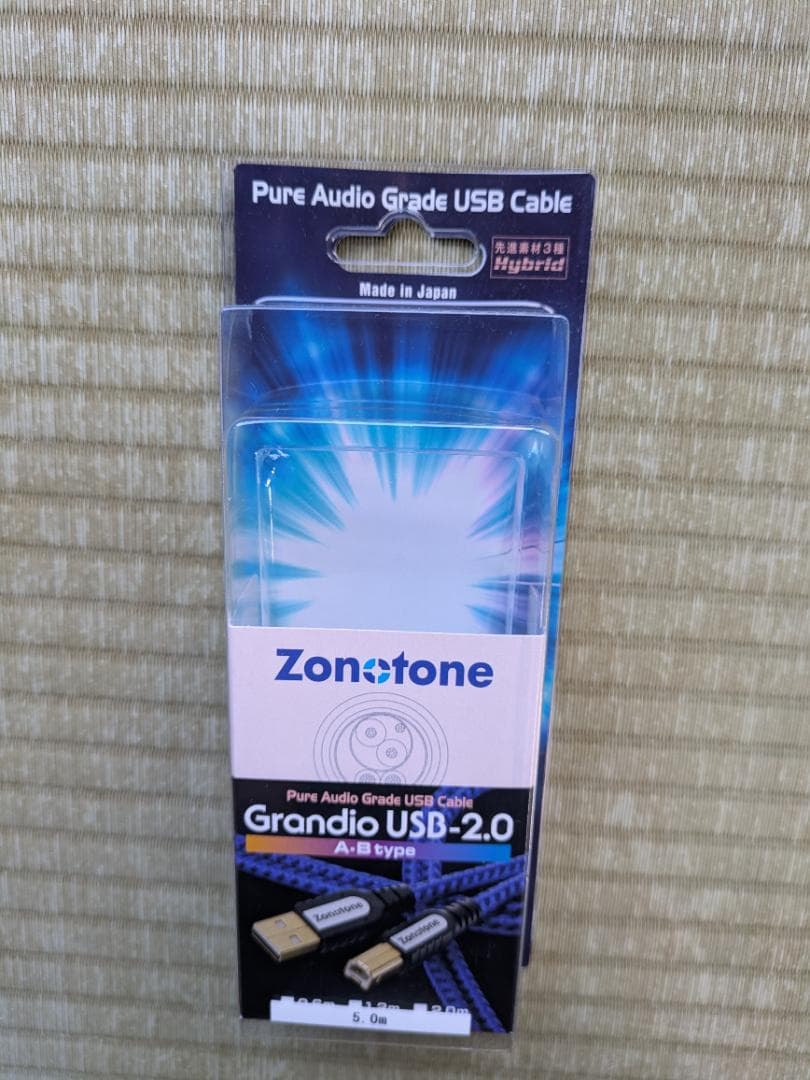 Pure Audio Grade USB Cable
先進素材3種
Hybrid
Made in Japan
Zonotone
Pure Audio Grade USB Cable
Grandio USB-2.0
A・B type
Zonotone
Zonotone
5.0m